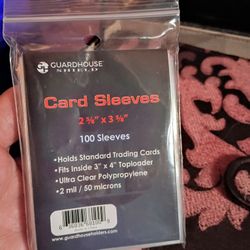 GUARDHOUSE
SHIELD
Card Sleeves
2 ⅝" x 3 ⅝"
100 Sleeves
•Holds Standard Trading Cards
•Fits Inside 3" x 4" Toploader
•Ultra Clear Polypropylene
•2 mil / 50 microns
www.guardhouseholders.com